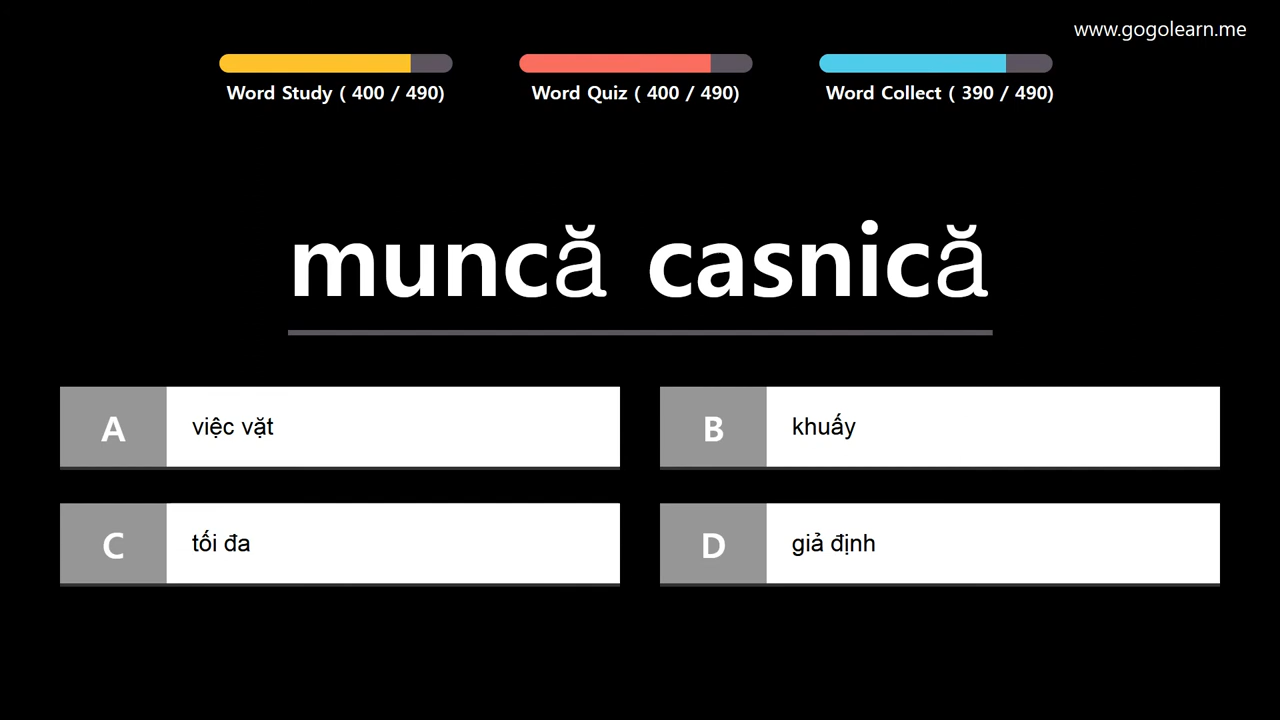 www.gogolearn.me
Word Study ( 400 / 490)
Word Quiz ( 400 / 490)
Word Collect ( 390 / 490)
muncă casnică
A việc vặt
B khuấy
C tối đa
D giả định